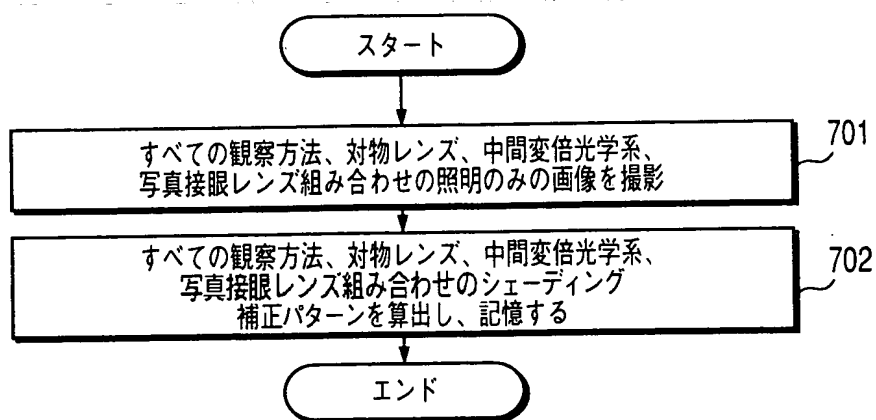 スタート
すべての観察方法、対物レンズ、中間変倍光学系、
写真接眼レンズ組み合わせの照明のみの画像を撮影
701
すべての観察方法、対物レンズ、中間変倍光学系、
写真接眼レンズ組み合わせのシェーディング
補正パターンを算出し、記憶する
702
エンド